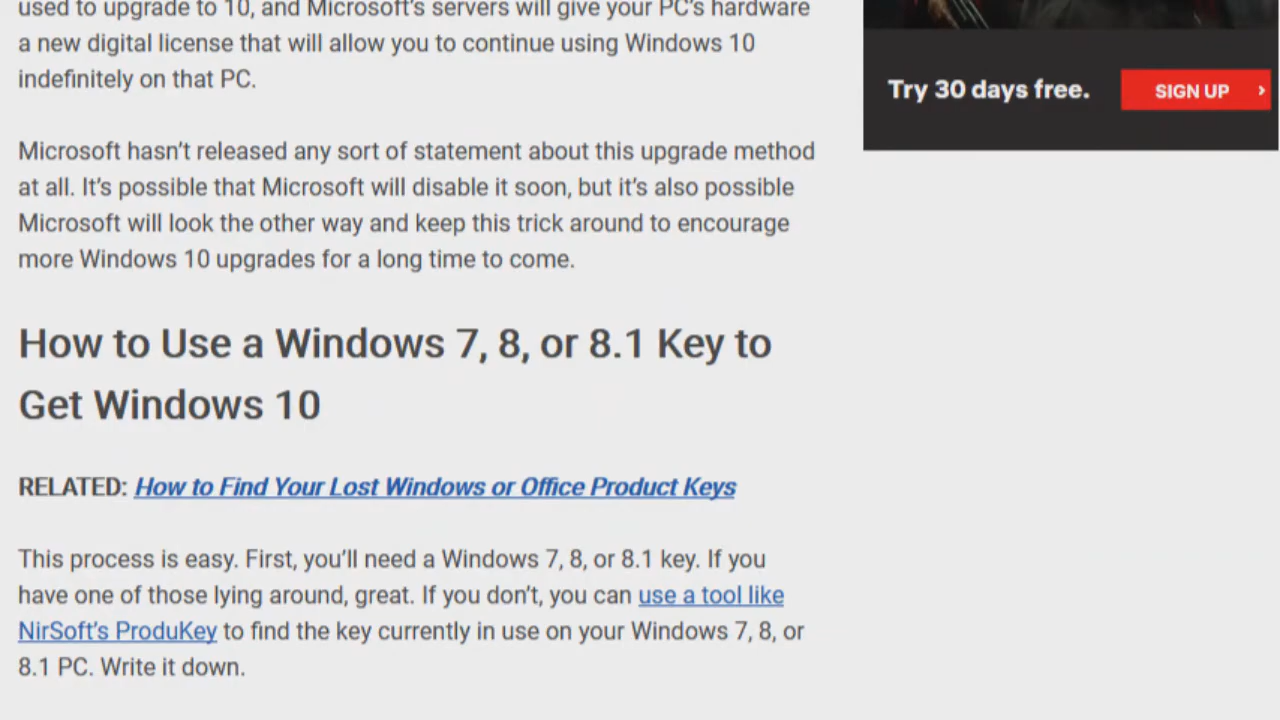 used to upgrade to 10, and Microsoft's servers will give your PC's hardware
a new digital license that will allow you to continue using Windows 10
indefinitely on that PC.
Microsoft hasn't released any sort of statement about this upgrade method
at all. It's possible that Microsoft will disable it soon, but it's also possible
Microsoft will look the other way and keep this trick around to encourage
more Windows 10 upgrades for a long time to come.
How to Use a Windows 7, 8, or 8.1 Key to
Get Windows 10
RELATED: How to Find Your Lost Windows or Office Product Keys
This process is easy. First, you'll need a Windows 7, 8, or 8.1 key. If you
have one of those lying around, great. If you don't, you can use a tool like
NirSoft's ProduKey to find the key currently in use on your Windows 7, 8, or
8.1 PC. Write it down.
Try 30 days free.
SIGN UP ›